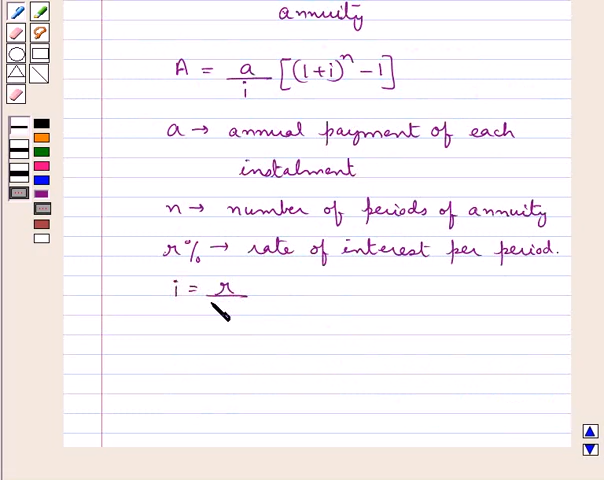 annuity
A = a/i [(1+i)^n - 1]
a → annual payment of each
instalment
n → number of periods of annuity
r% → rate of interest per period.
i = r